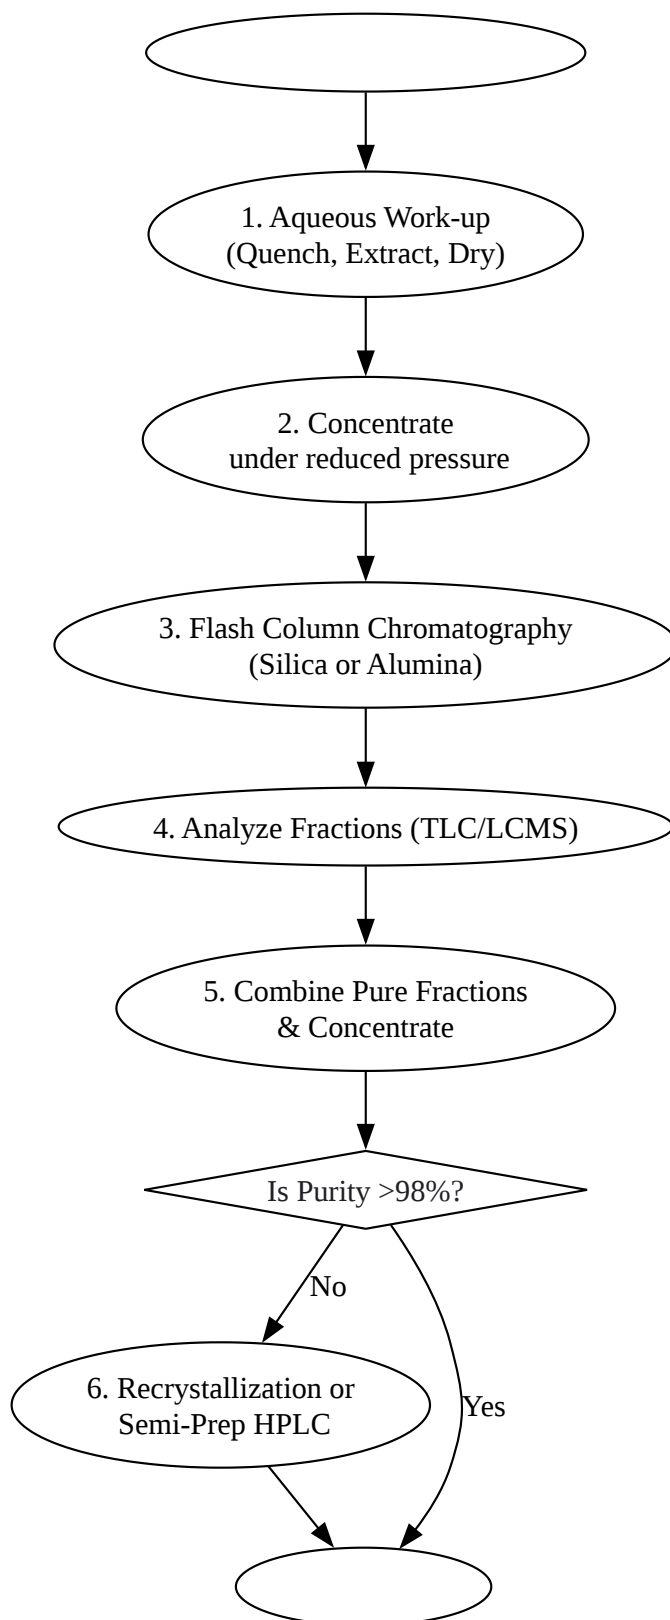 1. Aqueous Work-up
(Quench, Extract, Dry)
2. Concentrate
under reduced pressure
3. Flash Column Chromatography
(Silica or Alumina)
4. Analyze Fractions (TLC/LCMS)
5. Combine Pure Fractions
& Concentrate
Is Purity >98%?
No
6. Recrystallization or
Semi-Prep HPLC
Yes